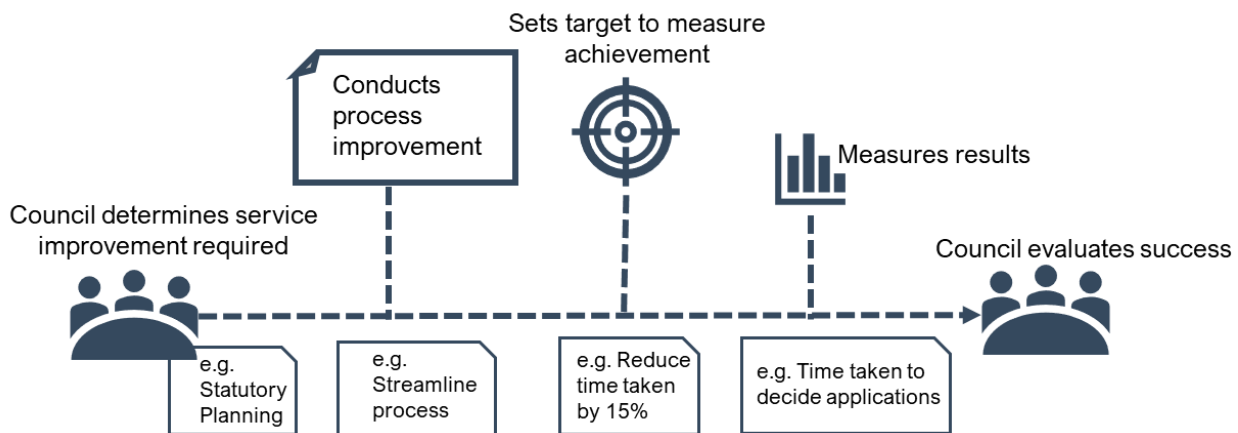 Sets target to measure
achievement
Conducts
process
improvement
Measures results
Council determines service
improvement required
Council evaluates success
e.g.
Statutory
Planning
e.g.
Streamline
process
e.g. Reduce
time taken
by 15%
e.g. Time taken to
decide applications